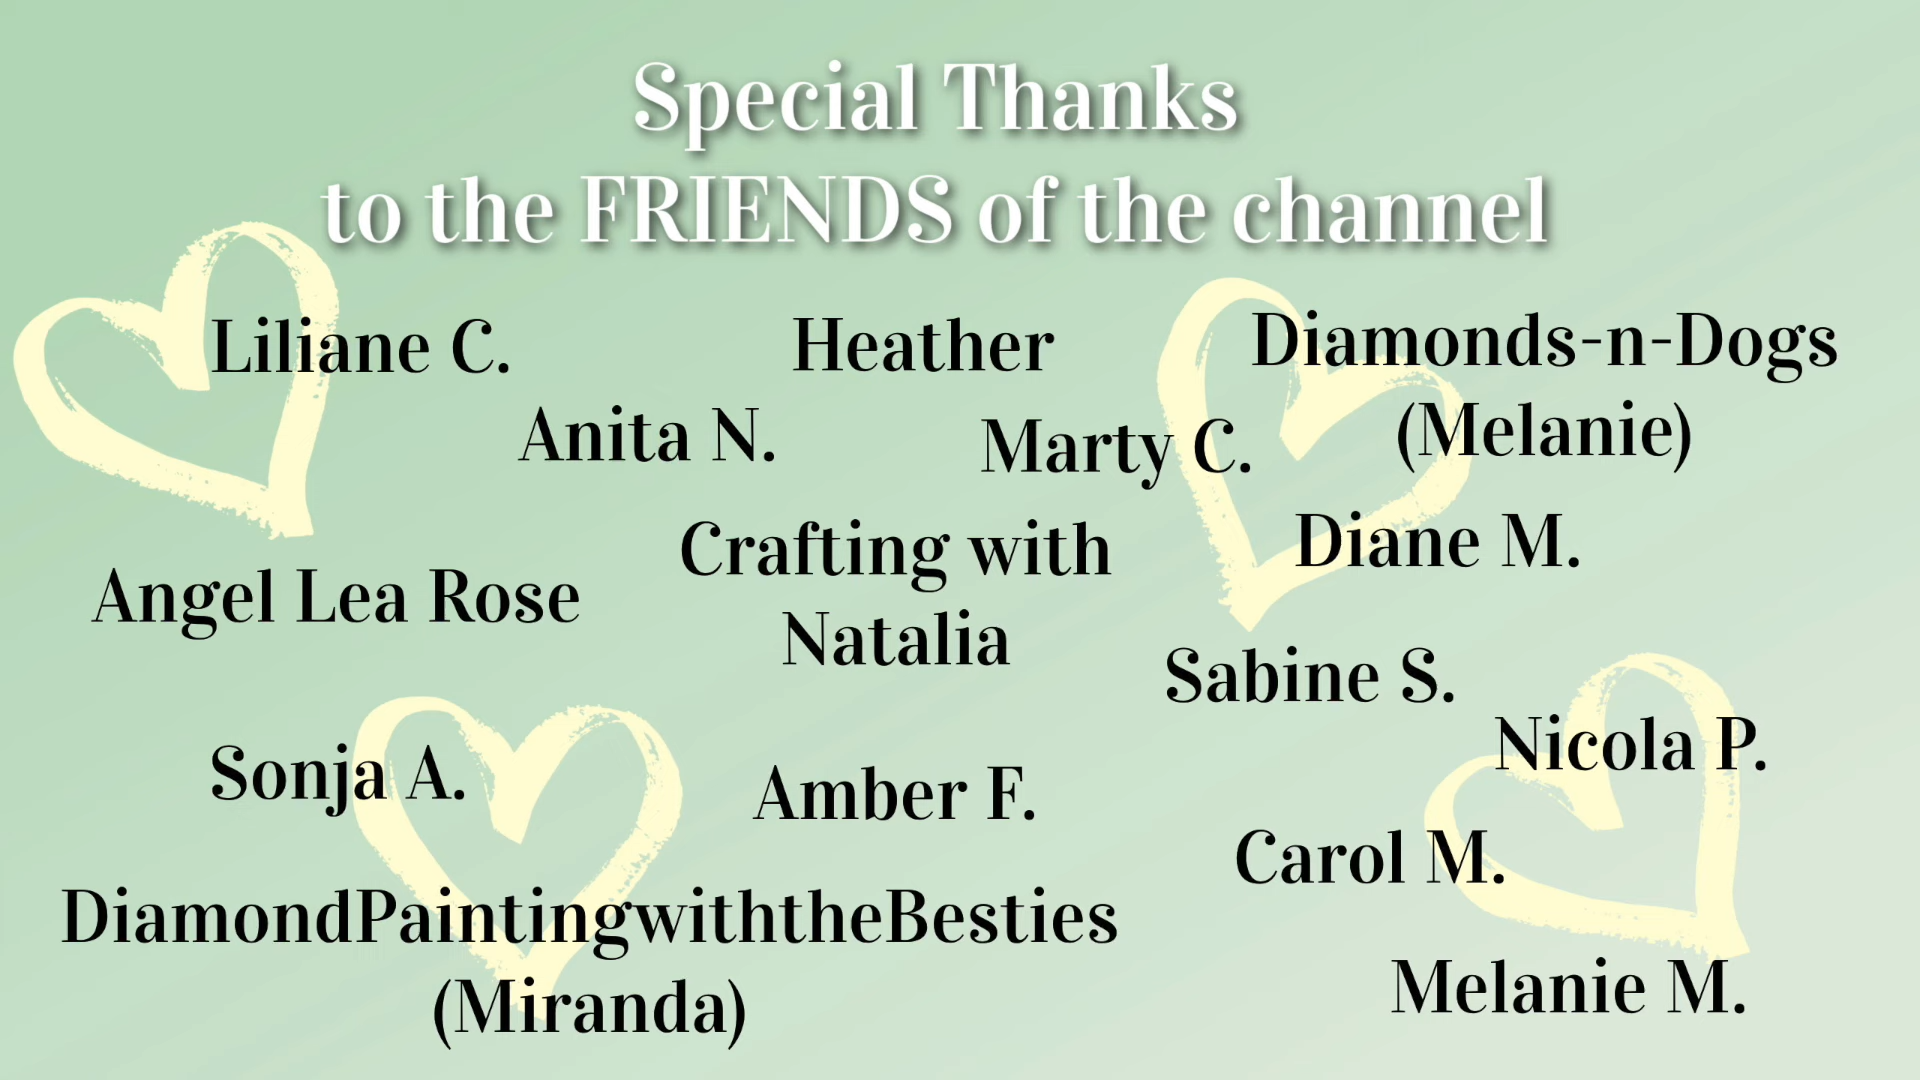 Special Thanks
to the FRIENDS of the channel
Liliane C.
Heather
Diamonds-n-Dogs
(Melanie)
Anita N.
Marty C.
Crafting with
Natalia
Diane M.
Angel Lea Rose
Sabine S.
Nicola P.
Sonja A.
Amber F.
Carol M.
DiamondPaintingwiththeBesties
(Miranda)
Melanie M.